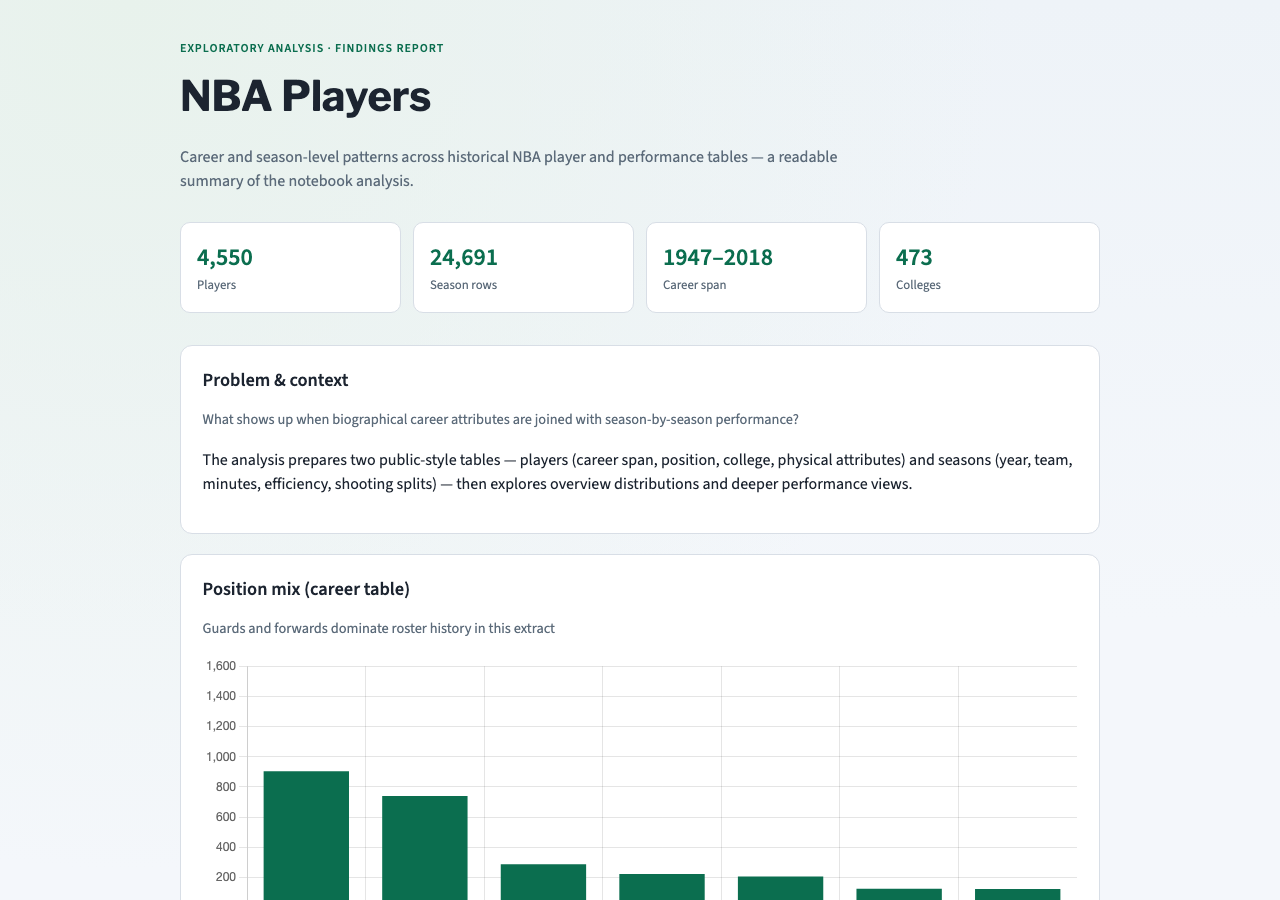 EXPLORATORY ANALYSIS · FINDINGS REPORT
NBA Players
Career and season-level patterns across historical NBA player and performance tables — a readable
summary of the notebook analysis.
4,550
Players
24,691
Season rows
1947–2018
Career span
473
Colleges
Problem & context
What shows up when biographical career attributes are joined with season-by-season performance?
The analysis prepares two public-style tables — players (career span, position, college, physical attributes) and seasons (year, team,
minutes, efficiency, shooting splits) — then explores overview distributions and deeper performance views.
Position mix (career table)
Guards and forwards dominate roster history in this extract
1,600
1,400
1,200
1,000
800
600
400
200